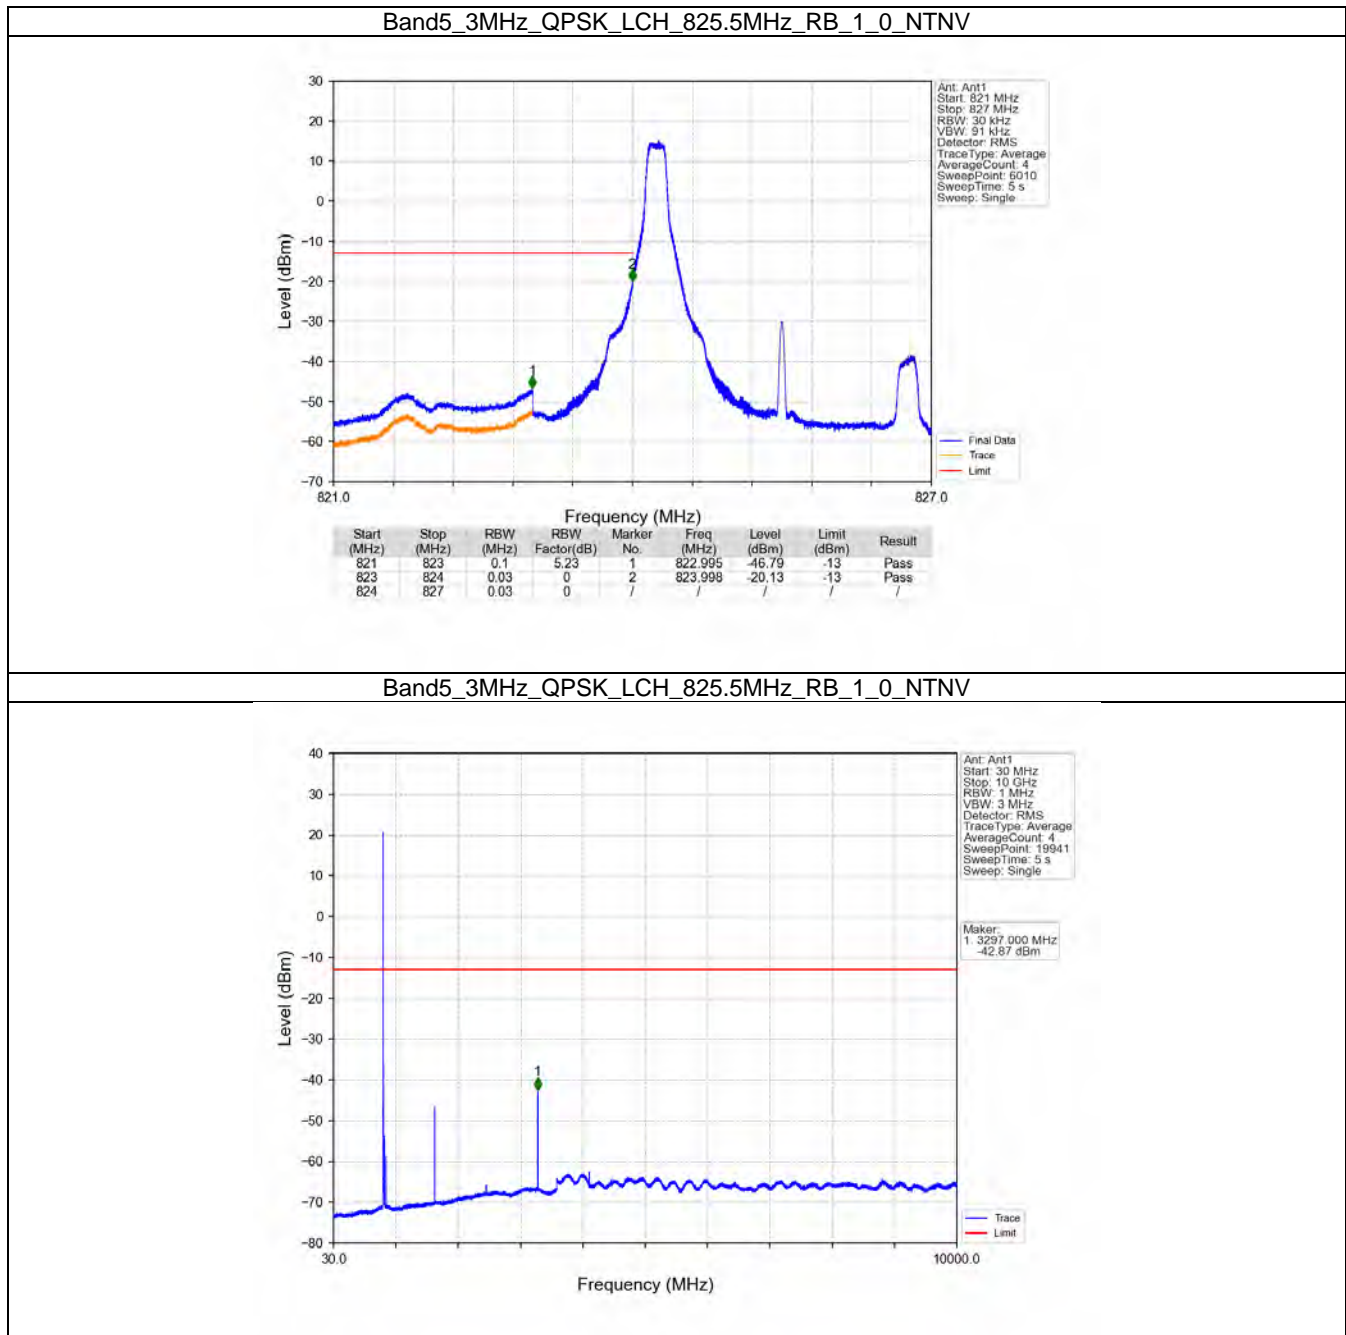 Band5_3MHz_QPSK_LCH_825.5MHz_RB_1_0_NTNV
30
20
10
0
−10
−20
−30
−40
−50
−60
−70
Level (dBm)
2
1
821.0
827.0
Frequency (MHz)
Ant: Ant1
Start: 821 MHz
Stop: 827 MHz
RBW: 30 kHz
VBW: 91 kHz
Detector: RMS
TraceType: Average
AverageCount: 4
SweepPoint: 6010
SweepTime: 5 s
Sweep: Single
Final Data
Trace
Limit
Start (MHz) Stop (MHz) RBW (MHz) RBW Factor(dB) Marker No. Freq (MHz) Level (dBm) Limit (dBm) Result
821 823 0.1 5.23 1 822.995 -46.79 -13 Pass
823 824 0.03 0 2 823.998 -20.13 -13 Pass
824 827 0.03 0 / / / / /
Band5_3MHz_QPSK_LCH_825.5MHz_RB_1_0_NTNV
40
30
20
10
0
−10
−20
−30
−40
−50
−60
−70
−80
Level (dBm)
1
30.0
10000.0
Frequency (MHz)
Ant: Ant1
Start: 30 MHz
Stop: 10 GHz
RBW: 1 MHz
VBW: 3 MHz
Detector: RMS
TraceType: Average
AverageCount: 4
SweepPoint: 19941
SweepTime: 5 s
Sweep: Single
Maker:
1. 3297.000 MHz
-42.87 dBm
Trace
Limit